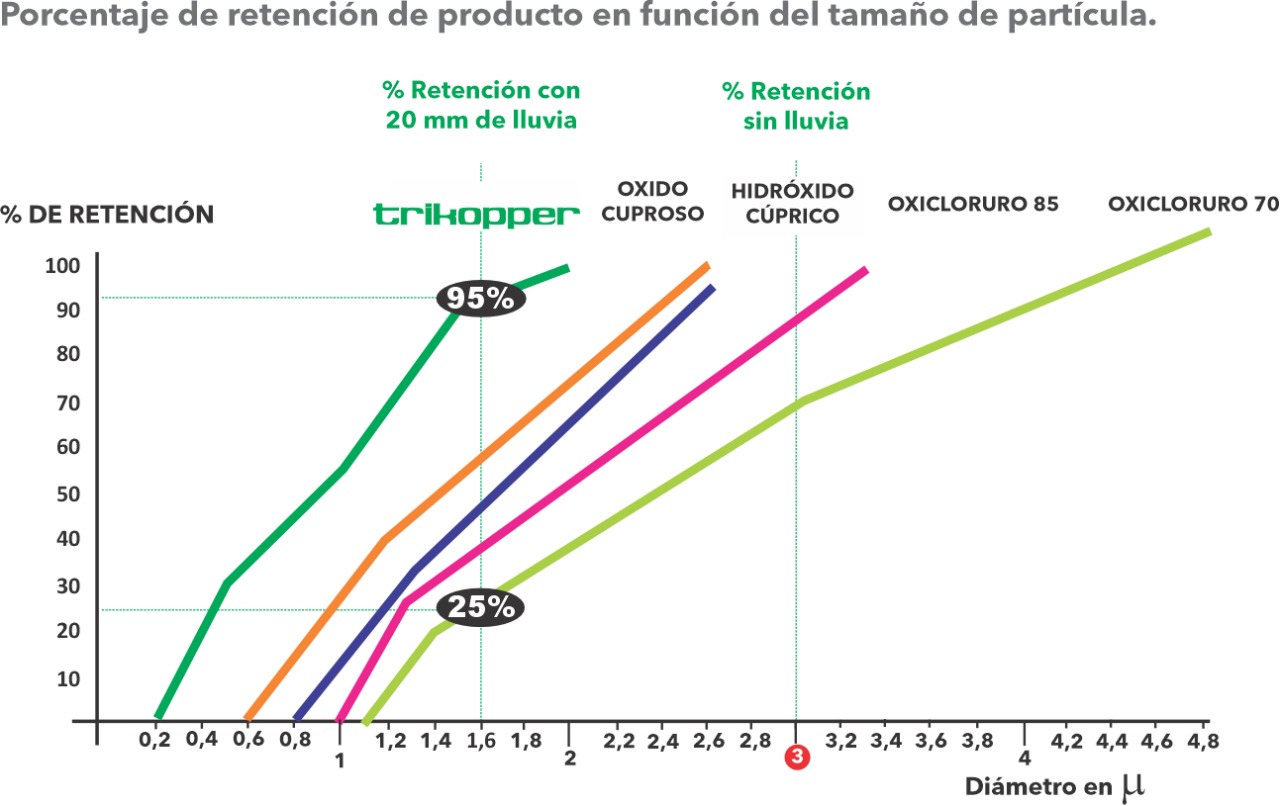 Porcentaje de retención de producto en función del tamaño de partícula.
% Retención con
20 mm de lluvia
% Retención
sin lluvia
% DE RETENCIÓN
trikopper
OXIDO
CUPROSO
HIDRÓXIDO
CÚPRICO
OXICLORURO 85
OXICLORURO 70
100
90
80
70
60
50
40
30
20
10
95%
25%
0,2 0,4 0,6 0,8 1 1,2 1,4 1,6 1,8 2 2,2 2,4 2,6 2,8 3 3,2 3,4 3,6 3,8 4 4,2 4,4 4,6 4,8
Diámetro en μ